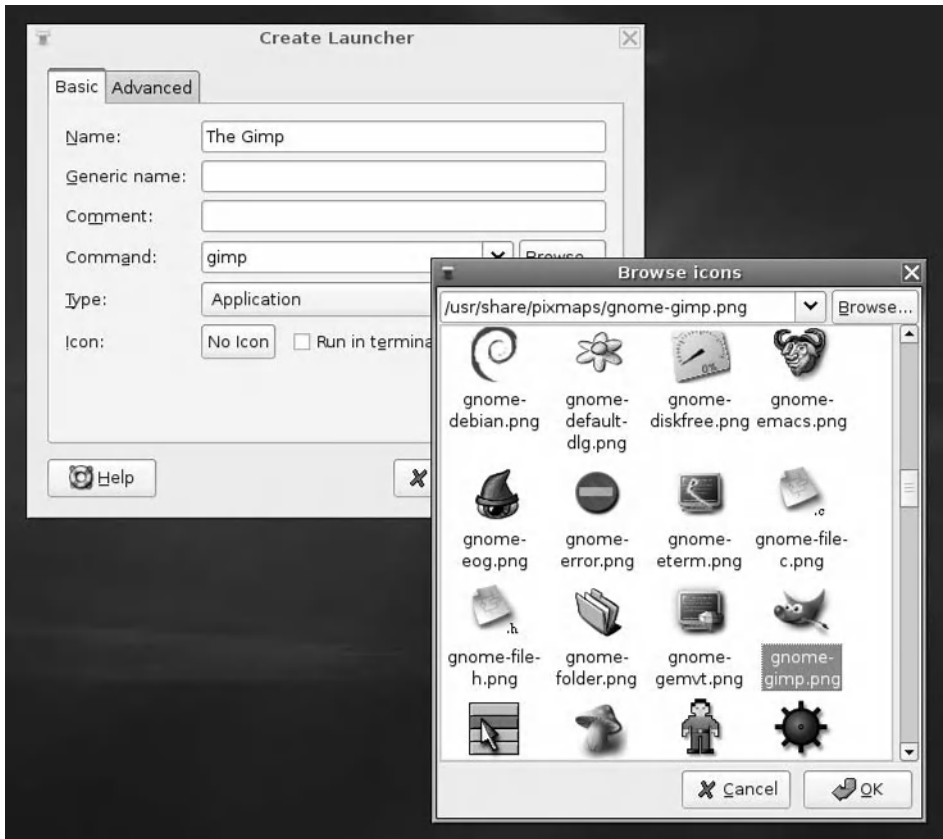 Create Launcher
Basic
Advanced
Name:
The Gimp
Generic name:
Comment:
Command:
gimp
Type:
Application
Icon:
No Icon
Run in
Help
Browse icons
/usr/share/pixmaps/gnome-gimp.png
Browse...
0%
gnome-
debian.png
gnome-
default-
dlg.png
gnome-
diskfree.png
gnome-
emacs.png
.c
gnome-
eog.png
gnome-
error.png
gnome-
eterm.png
gnome-file-
c.png
.h
gnome-file-
h.png
gnome-
folder.png
gnome-
gemvt.png
gnome-
gimp.png
Cancel
OK